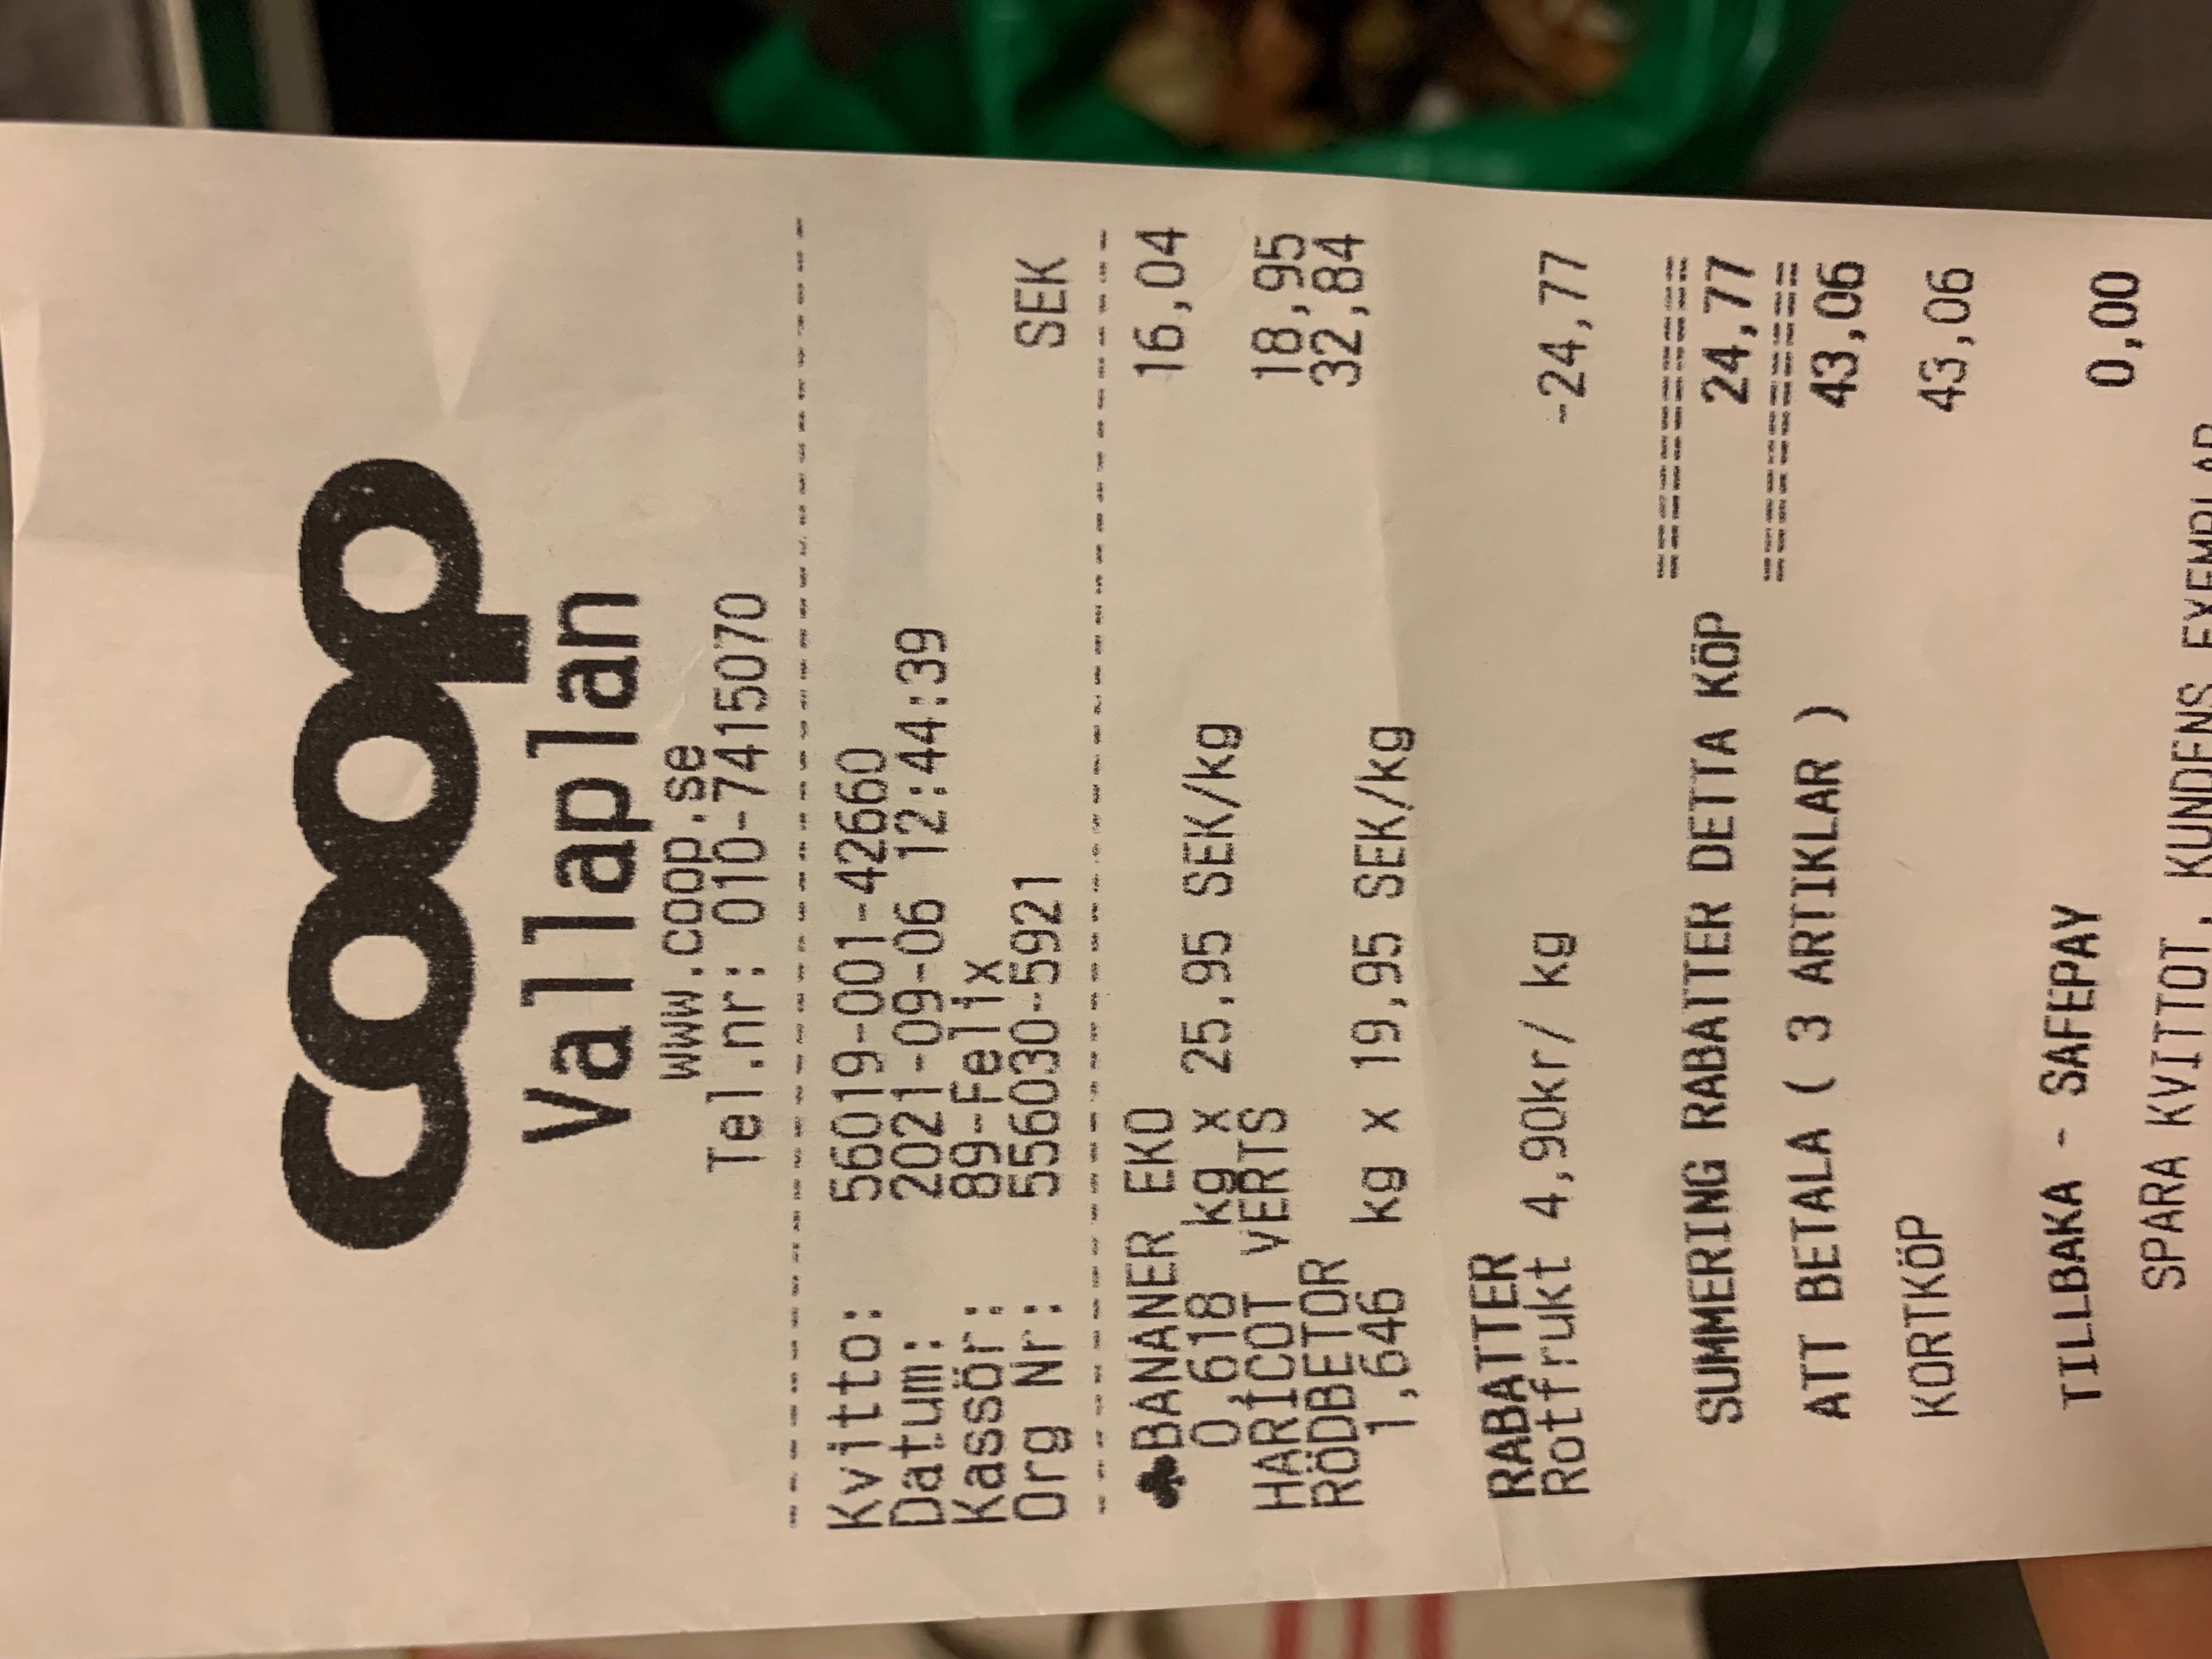 coop
Vallaplan
www.coop.se
Tel.nr: 010-7415070
Kvitto: 56019-001-42660
Datum: 2021-09-06 12:44:39
Kassör: 89-Felix
Org Nr: 556030-5921 SEK
♣BANANER EKO 16,04
0,618 kg x 25,95 SEK/kg
HARICOT VERTS 18,95
RÖDBETOR 32,84
1,646 kg x 19,95 SEK/kg
RABATTER
Rotfrukt 4,90kr/ kg -24,77
SUMMERING RABATTER DETTA KÖP 24,77
ATT BETALA ( 3 ARTIKLAR ) 43,06
KORTKÖP 43,06
TILLBAKA - SAFEPAY 0,00
SPARA KVITTOT, KUNDENS EXEMPLAR